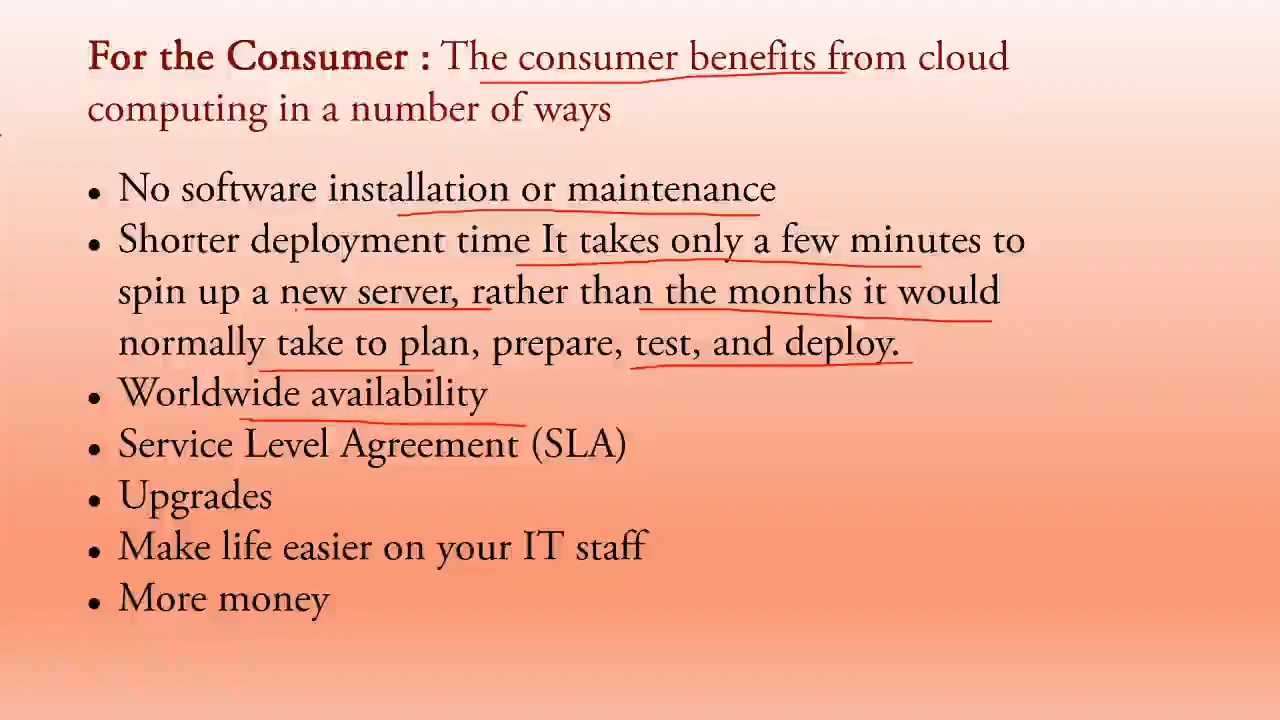 For the Consumer : The consumer benefits from cloud
computing in a number of ways
• No software installation or maintenance
• Shorter deployment time It takes only a few minutes to
spin up a new server, rather than the months it would
normally take to plan, prepare, test, and deploy.
• Worldwide availability
• Service Level Agreement (SLA)
• Upgrades
• Make life easier on your IT staff
• More money